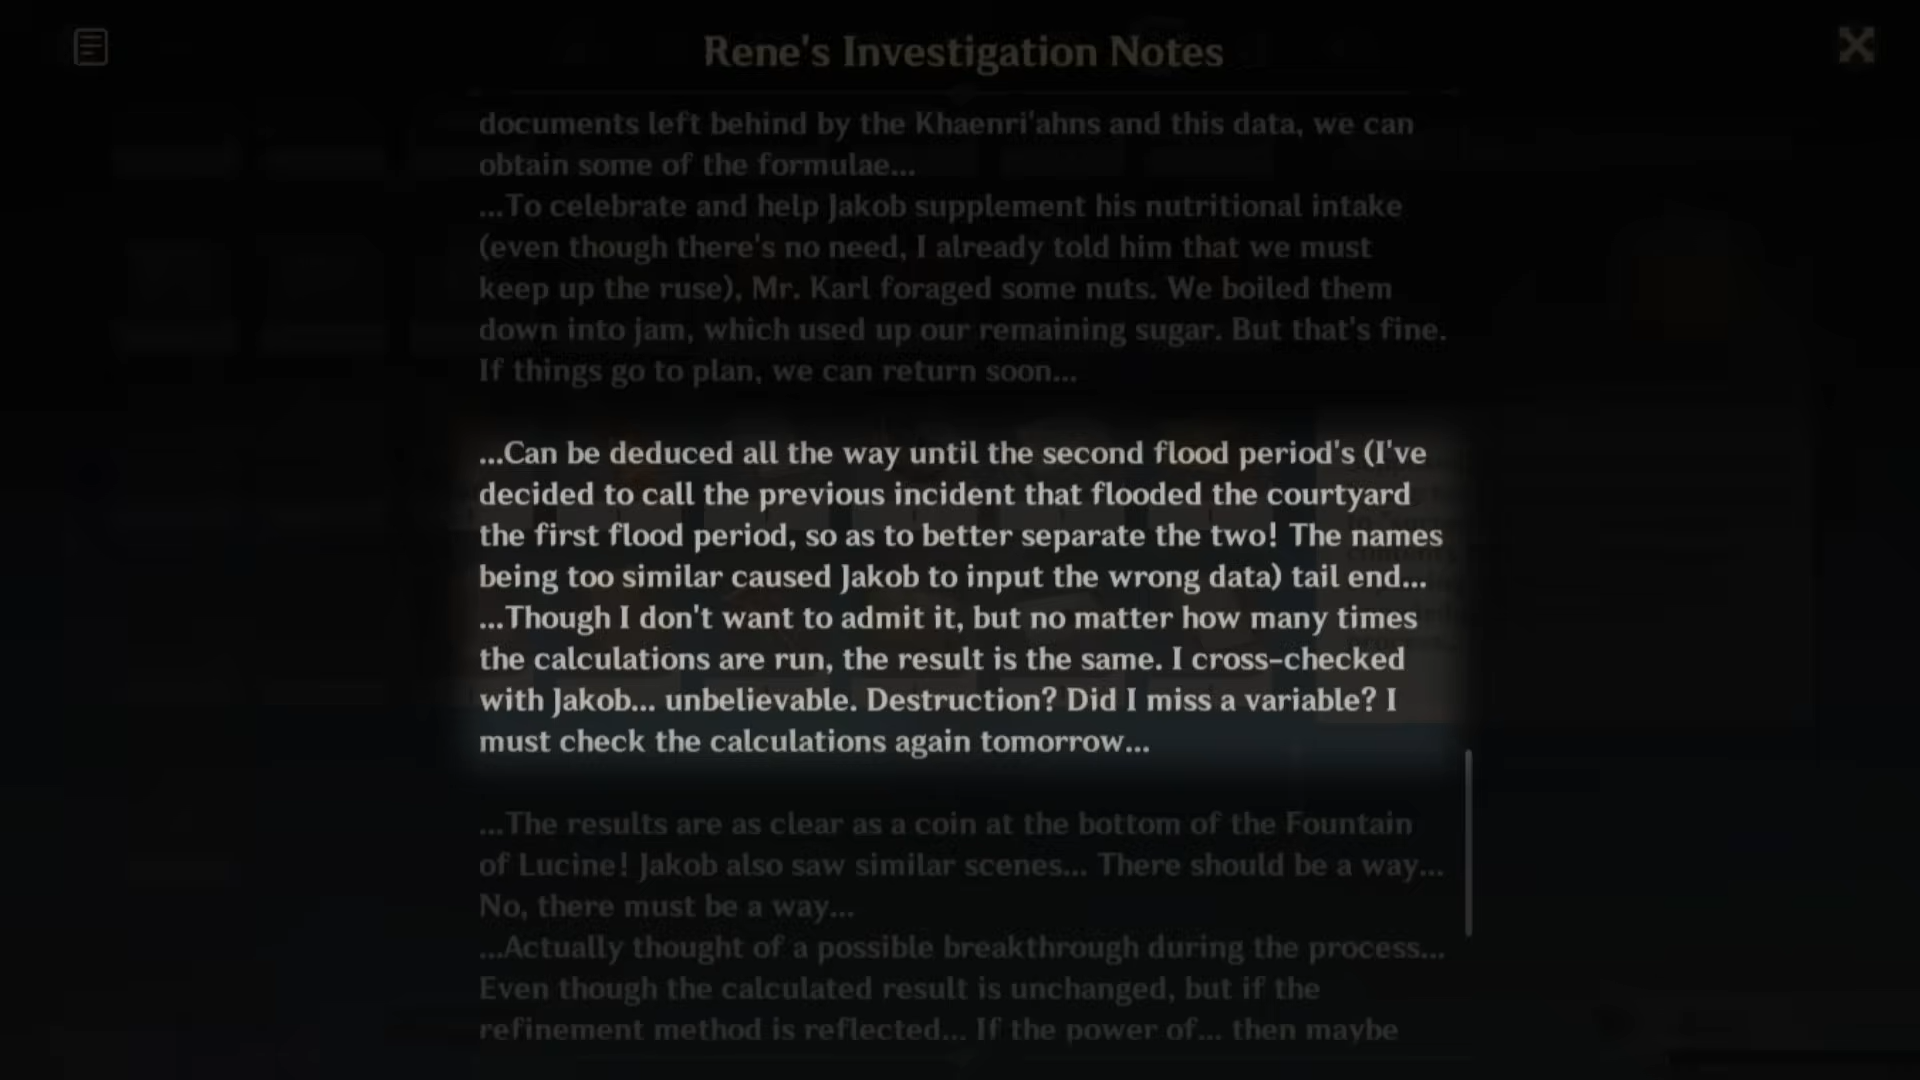 Rene's Investigation Notes
documents left behind by the Khaenri'ahns and this data, we can
obtain some of the formulae...
...To celebrate and help Jakob supplement his nutritional intake
(even though there's no need, I already told him that we must
keep up the ruse), Mr. Karl foraged some nuts. We boiled them
down into jam, which used up our remaining sugar. But that's fine.
If things go to plan, we can return soon...
...Can be deduced all the way until the second flood period's (I've
decided to call the previous incident that flooded the courtyard
the first flood period, so as to better separate the two! The names
being too similar caused Jakob to input the wrong data) tail end...
...Though I don't want to admit it, but no matter how many times
the calculations are run, the result is the same. I cross-checked
with Jakob... unbelievable. Destruction? Did I miss a variable? I
must check the calculations again tomorrow...
...The results are as clear as a coin at the bottom of the Fountain
of Lucine! Jakob also saw similar scenes... There should be a way...
No, there must be a way...
...Actually thought of a possible breakthrough during the process...
Even though the calculated result is unchanged, but if the
refinement method is reflected... If the power of... then maybe